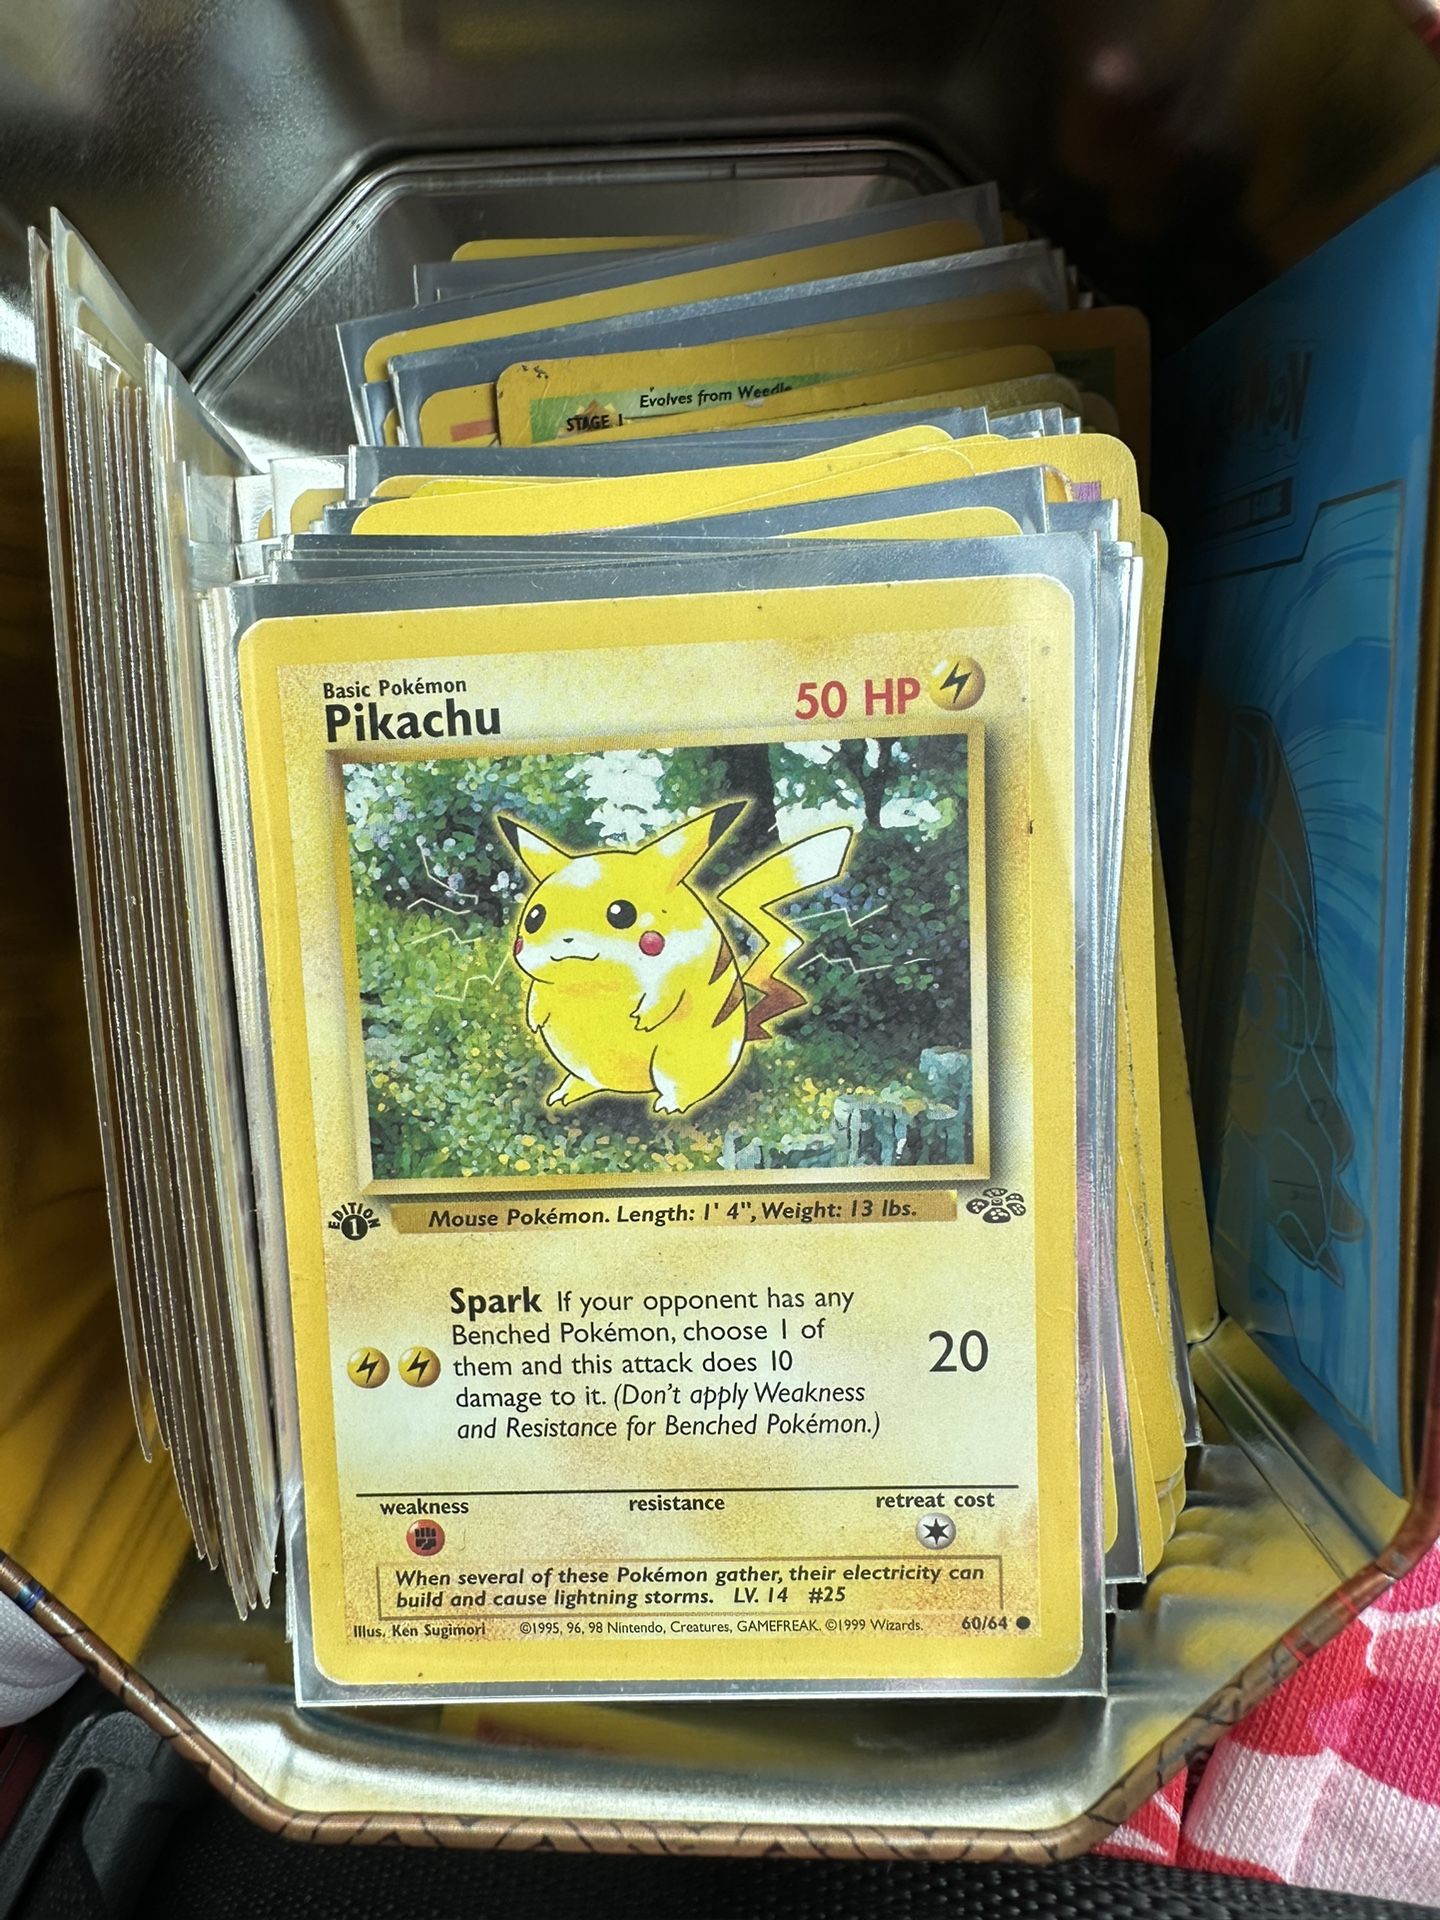 Evolves from Weedle
STAGE 1
Basic Pokémon
Pikachu
50 HP
EDITION
1
Mouse Pokémon. Length: 1' 4", Weight: 13 lbs.
Spark If your opponent has any
Benched Pokémon, choose 1 of
them and this attack does 10
damage to it. (Don't apply Weakness
and Resistance for Benched Pokémon.)
20
weakness
resistance
retreat cost
When several of these Pokémon gather, their electricity can
build and cause lightning storms. LV. 14 #25
Illus. Ken Sugimori
©1995, 96, 98 Nintendo, Creatures, GAMEFREAK. ©1999 Wizards.
60/64